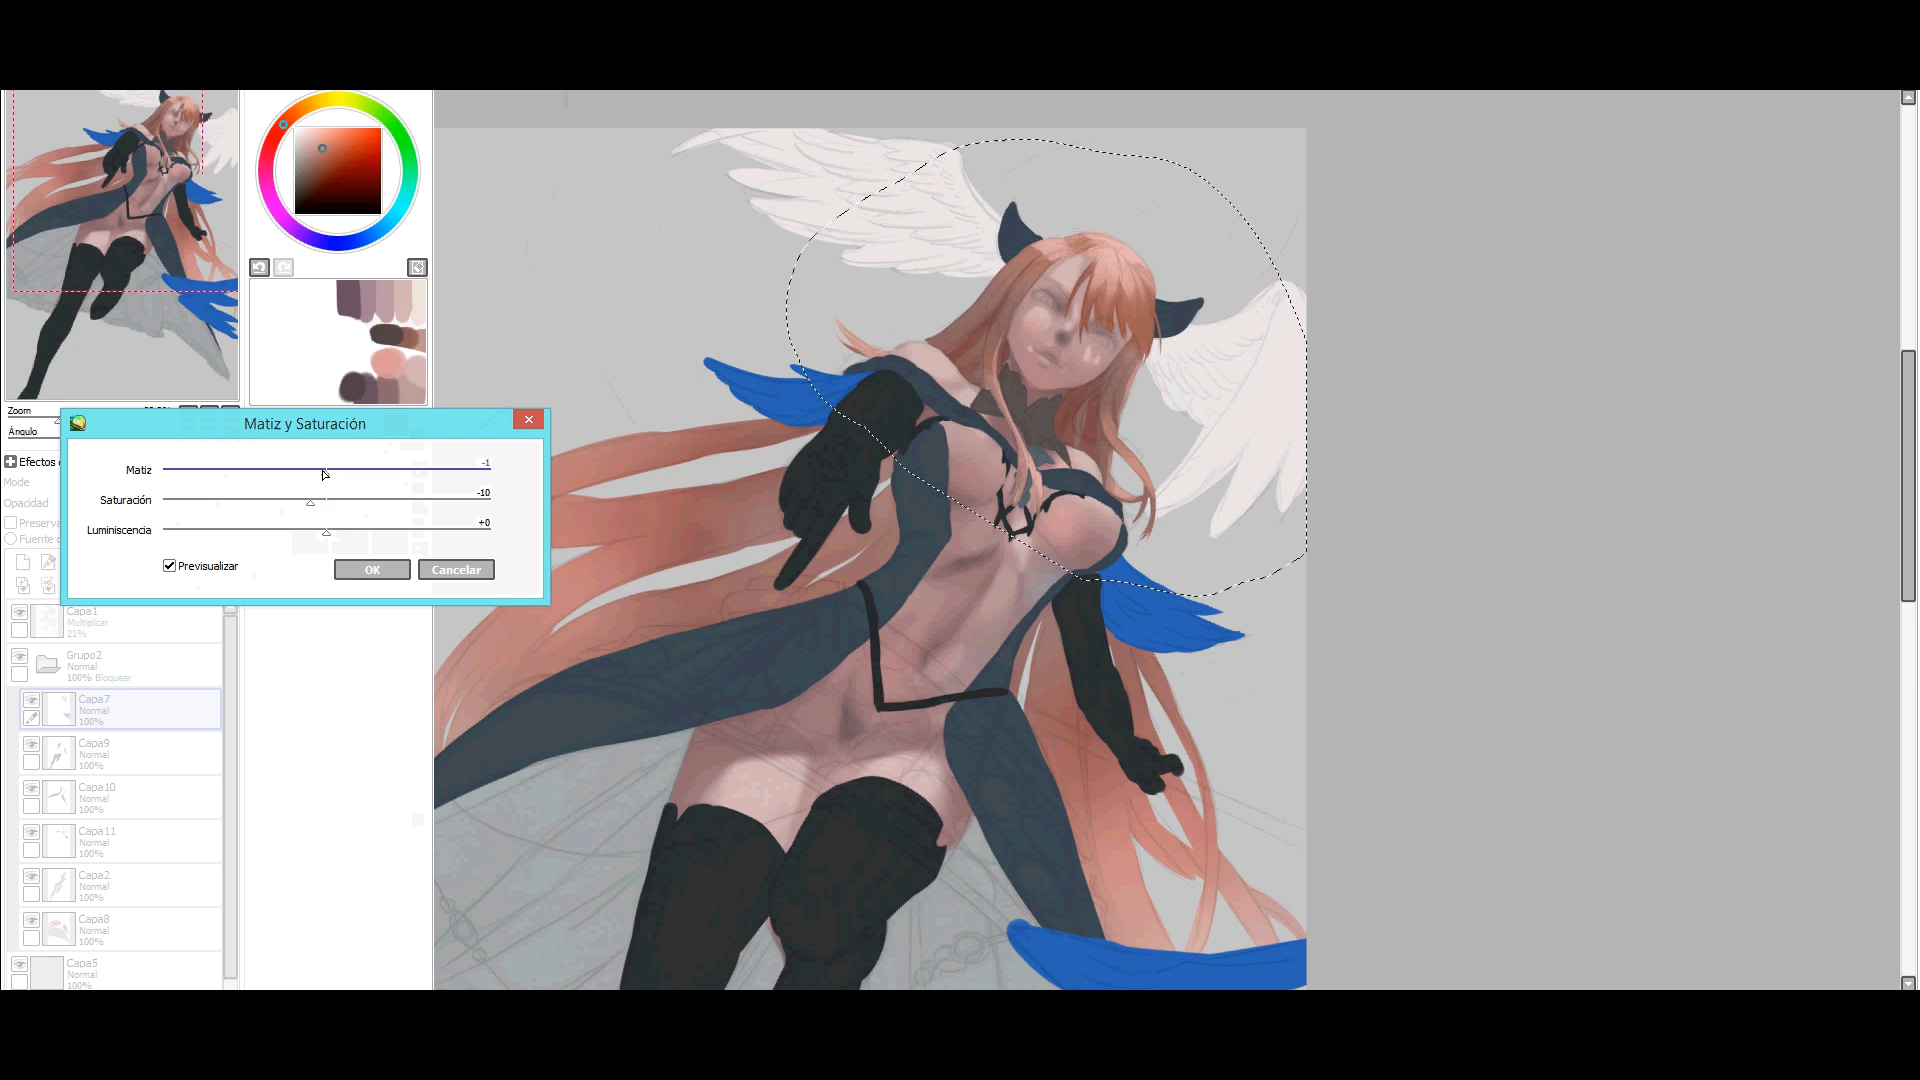 Zoom
Ángulo
Efectos
Mode
Opacidad
Preserva
Fuente
Matiz y Saturación
Matiz
-1
Saturación
-10
Luminiscencia
+0
Previsualizar
OK
Cancelar
Capa1
Multiplicar
21%
Grupo2
Normal
100% Bloquear
Capa7
Normal
100%
Capa9
Normal
100%
Capa10
Normal
100%
Capa11
Normal
100%
Capa2
Normal
100%
Capa8
Normal
100%
Capa5
Normal
100%